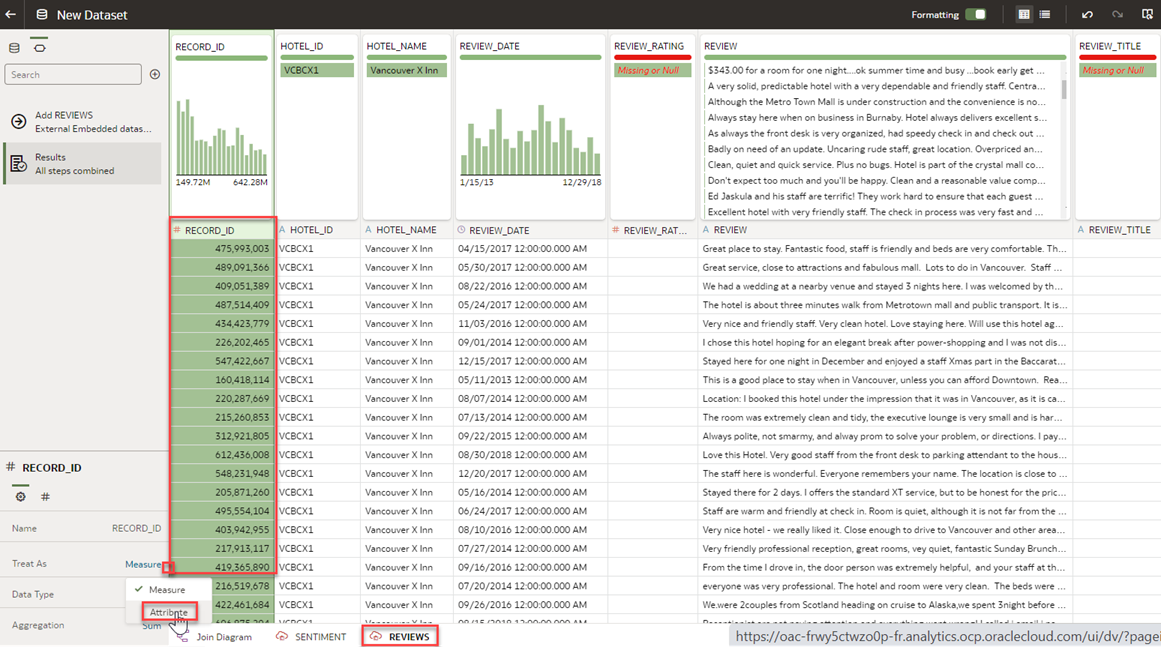 New Dataset
Formatting
Search
Add REVIEWS
External Embedded datas...
Results
All steps combined
RECORD_ID
149.72M 642.28M
HOTEL_ID
VCBCX1
HOTEL_NAME
Vancouver X Inn
REVIEW_DATE
1/15/13 12/29/18
REVIEW_RATING
Missing or Null
REVIEW
$343.00 for a room for one night....ok summer time and busy ...book early get ...
A very solid, predictable hotel with a very dependable and friendly staff. Centra...
Although the Metro Town Mall is under construction and the convenience is no...
Always stay here when on business in Burnaby. Hotel always delivers excellent s...
As always the front desk is very organized, had speedy check in and check out ...
Badly on need of an update. Uncaring rude staff, great location. Overpriced an...
Clean, quiet and quick service. Plus no bugs. Hotel is part of the crystal mall co...
Don't expect too much and you'll be happy. Clean and a reasonable value comp...
Ed Jaskula and his staff are terrific! They work hard to ensure that each guest ...
Excellent hotel with very friendly staff. The check in process was very fast and ...
REVIEW_TITLE
Missing or Null
# RECORD_ID A HOTEL_ID A HOTEL_NAME REVIEW_DATE # REVIEW_RAT... A REVIEW A REVIEW_TITLE
475,993,003 VCBCX1 Vancouver X Inn 04/15/2017 12:00:00.000 AM Great place to stay. Fantastic food, staff is friendly and beds are very comfortable. Th...
489,091,366 VCBCX1 Vancouver X Inn 05/30/2017 12:00:00.000 AM Great service, close to attractions and fabulous mall. Lots to do in Vancouver. Staff ...
409,051,389 VCBCX1 Vancouver X Inn 08/22/2016 12:00:00.000 AM We had a wedding at a nearby venue and stayed 3 nights here. I was welcomed by th...
487,514,409 VCBCX1 Vancouver X Inn 05/24/2017 12:00:00.000 AM The hotel is about three minutes walk from Metrotown mall and public transport. It is...
434,423,779 VCBCX1 Vancouver X Inn 11/03/2016 12:00:00.000 AM Very nice and friendly staff. Very clean hotel. Love staying here. Will use this hotel ag...
226,202,465 VCBCX1 Vancouver X Inn 09/01/2014 12:00:00.000 AM I chose this hotel hoping for an elegant break after power-shopping and I was not dis...
547,422,667 VCBCX1 Vancouver X Inn 12/15/2017 12:00:00.000 AM Stayed here for one night in December and enjoyed a staff Xmas part in the Baccarat...
160,418,114 VCBCX1 Vancouver X Inn 05/11/2013 12:00:00.000 AM This is a good place to stay when in Vancouver, unless you can afford Downtown. Rea...
220,287,669 VCBCX1 Vancouver X Inn 08/07/2014 12:00:00.000 AM Location: I booked this hotel under the impression that it was in Vancouver, as it is ca...
215,260,853 VCBCX1 Vancouver X Inn 07/13/2014 12:00:00.000 AM The room was extremely clean and tidy, the executive lounge is very small and is har...
312,921,805 VCBCX1 Vancouver X Inn 09/22/2015 12:00:00.000 AM Always polite, not smarmy, and alway prom to solve your problem, or directions. I pay...
612,436,008 VCBCX1 Vancouver X Inn 08/30/2018 12:00:00.000 AM Love this Hotel. Very good staff from the front desk to parking attendant to the hous...
548,231,948 VCBCX1 Vancouver X Inn 12/20/2017 12:00:00.000 AM The staff here is wonderful. Everyone remembers your name. The location is close to ...
205,871,260 VCBCX1 Vancouver X Inn 05/16/2014 12:00:00.000 AM Stayed there for 2 days. I offers the standard XT service, but to be honest for the pric...
495,554,104 VCBCX1 Vancouver X Inn 06/24/2017 12:00:00.000 AM Staff are warm and friendly at check in. Room is quiet, although it is not far from the ...
403,942,955 VCBCX1 Vancouver X Inn 08/10/2016 12:00:00.000 AM Very nice hotel - we really liked it. Close enough to drive to Vancouver and other area...
217,913,117 VCBCX1 Vancouver X Inn 07/27/2014 12:00:00.000 AM Very friendly professional reception, great rooms, vey quiet, fantastic Sunday Brunch...
419,365,890 VCBCX1 Vancouver X Inn 09/16/2016 12:00:00.000 AM From the time I drove in, the door person was extremely helpful, and your staff at th...
216,519,678 VCBCX1 Vancouver X Inn 07/20/2014 12:00:00.000 AM everyone was very professional. The hotel and room were very clean. The beds were ...
422,461,684 VCBCX1 Vancouver X Inn 09/26/2016 12:00:00.000 AM We.were 2couples from Scotland heading on cruise to Alaska,we spent 3night before ...
# RECORD_ID
#
Name RECORD_ID
Treat As Measure
Data Type
Aggregation Sum
Measure
Attribute
Join Diagram
SENTIMENT
REVIEWS
https://oac-frwy5ctwzo0p-fr.analytics.ocp.oraclecloud.com/ui/dv/?pagei